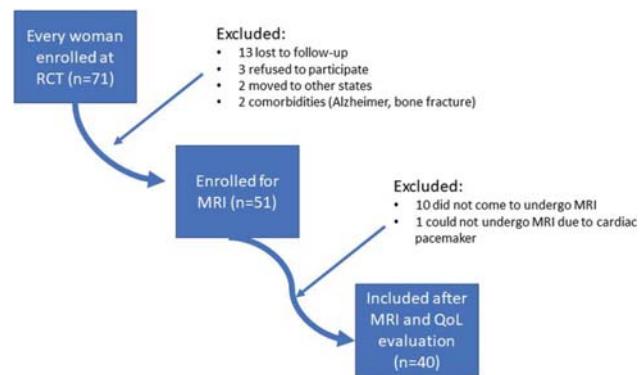 Every woman
enrolled at
RCT (n=71)
Excluded:
• 13 lost to follow-up
• 3 refused to participate
• 2 moved to other states
• 2 comorbidities (Alzheimer, bone fracture)
Enrolled for
MRI (n=51)
Excluded:
• 10 did not come to undergo MRI
• 1 could not undergo MRI due to cardiac
pacemaker
Included after
MRI and QoL
evaluation
(n=40)